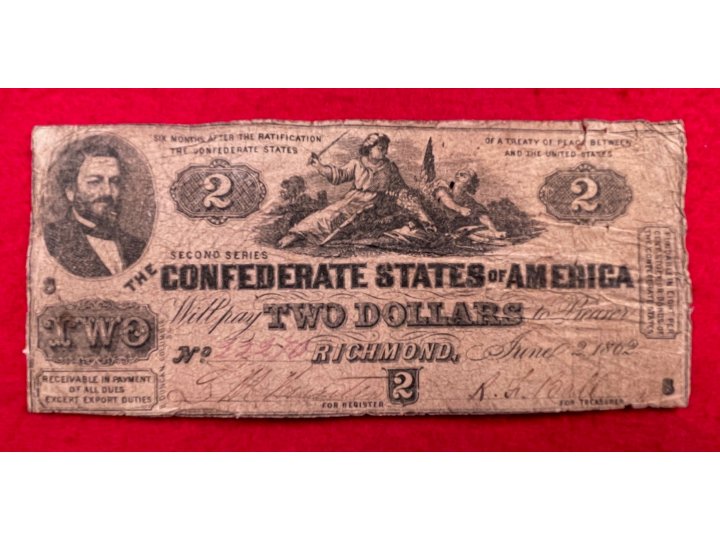 SIX MONTHS AFTER THE RATIFICATION OF A TREATY OF PEACE BETWEEN
THE CONFEDERATE STATES AND THE UNITED STATES
2 2
SECOND SERIES
THE CONFEDERATE STATES OF AMERICA
TWO Will pay TWO DOLLARS to Bearer
No RICHMOND, June 2, 1862
RECEIVABLE IN PAYMENT
OF ALL DUES
EXCEPT EXPORT DUTIES
2
FOR REGISTER FOR TREASURER